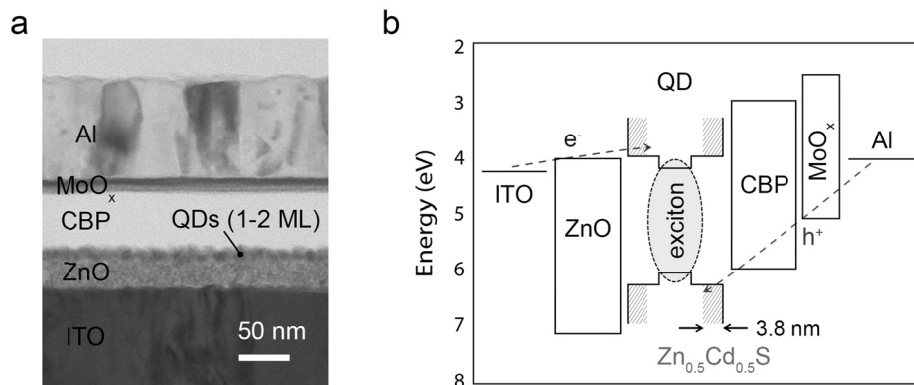 a
Al
MoOₓ
CBP
QDs (1-2 ML)
ZnO
ITO
50 nm
b
Energy (eV)
2
3
4
5
6
7
8
QD
e⁻
ITO
ZnO
exciton
CBP
MoOₓ
Al
h⁺
3.8 nm
Zn₀.₅Cd₀.₅S